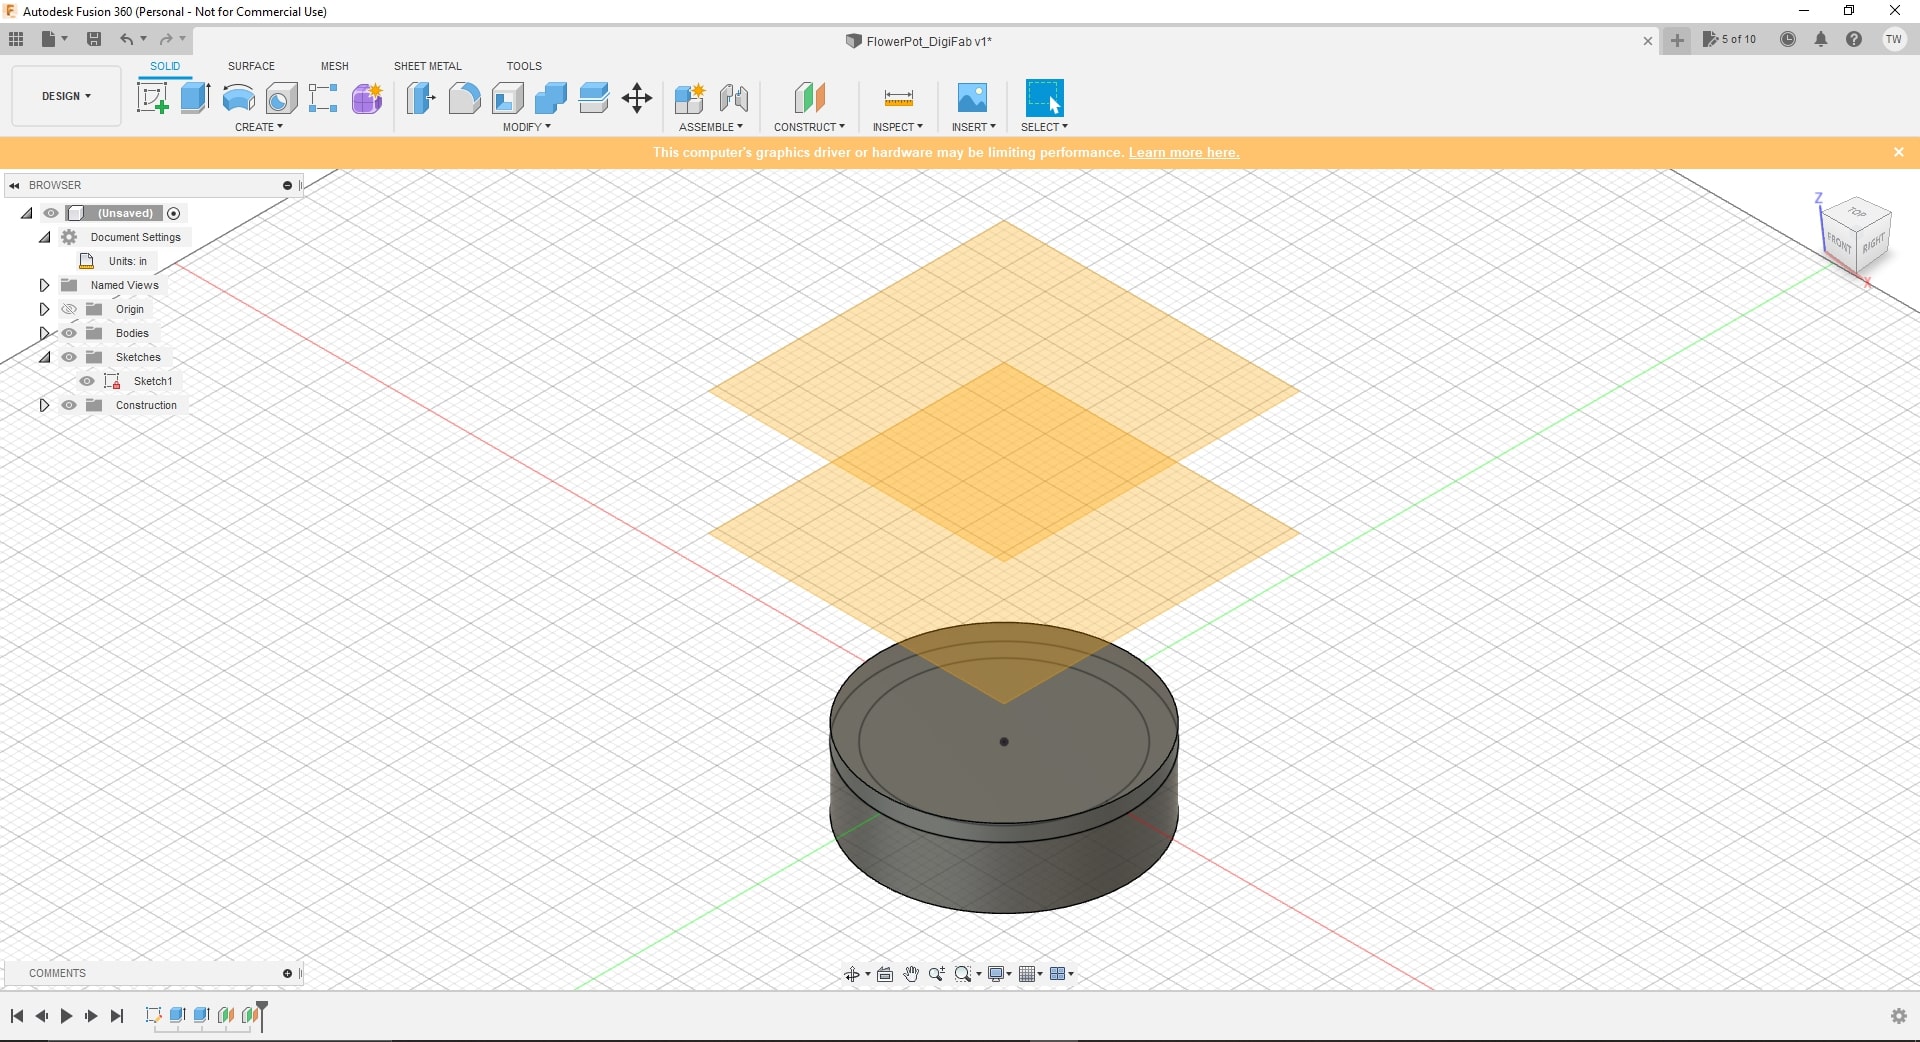 Autodesk Fusion 360 (Personal - Not for Commercial Use)
FlowerPot_DigiFab v1*
5 of 10
TW
DESIGN
SOLID SURFACE MESH SHEET METAL TOOLS
CREATE MODIFY ASSEMBLE CONSTRUCT INSPECT INSERT SELECT
This computer's graphics driver or hardware may be limiting performance. Learn more here.
BROWSER
(Unsaved)
Document Settings
Units: in
Named Views
Origin
Bodies
Sketches
Sketch1
Construction
Z
TOP
FRONT
RIGHT
X
COMMENTS